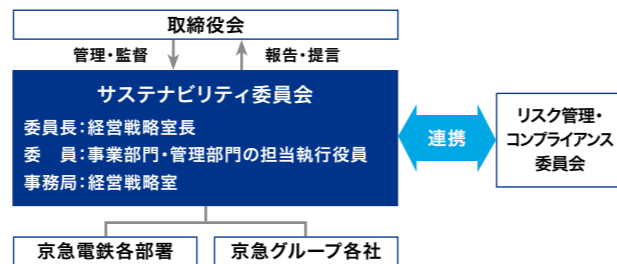 取締役会
管理・監督
報告・提言
サステナビリティ委員会
委員長：経営戦略室長
委　員：事業部門・管理部門の担当執行役員
事務局：経営戦略室
連携
リスク管理・
コンプライアンス
委員会
京急電鉄各部署
京急グループ各社